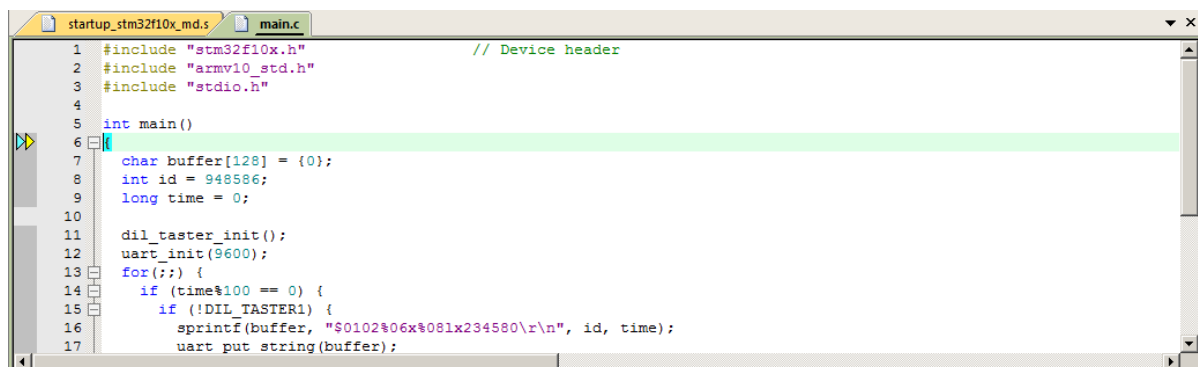 startup_stm32f10x_md.s main.c
1 #include "stm32f10x.h" // Device header
2 #include "armv10_std.h"
3 #include "stdio.h"
4
5 int main()
6 {
7 char buffer[128] = {0};
8 int id = 948586;
9 long time = 0;
10
11 dil_taster_init();
12 uart_init(9600);
13 for(;;) {
14 if (time%100 == 0) {
15 if (!DIL_TASTER1) {
16 sprintf(buffer, "$0102%06x%08lx234580\r\n", id, time);
17 uart_put_string(buffer);